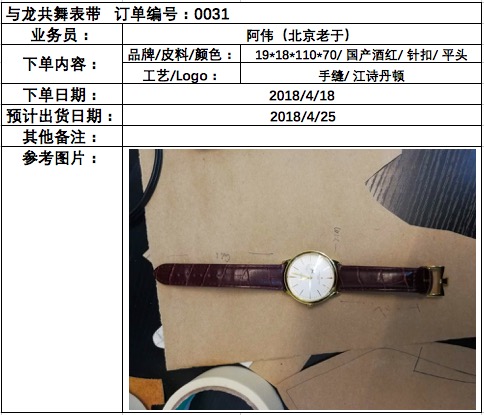 与龙共舞表带 订单编号：0031
业务员： 阿伟（北京老于）
下单内容： 品牌/皮料/颜色： 19*18*110*70/ 国产酒红/ 针扣/ 平头
工艺/Logo： 手缝/ 江诗丹顿
下单日期： 2018/4/18
预计出货日期： 2018/4/25
其他备注：
参考图片：